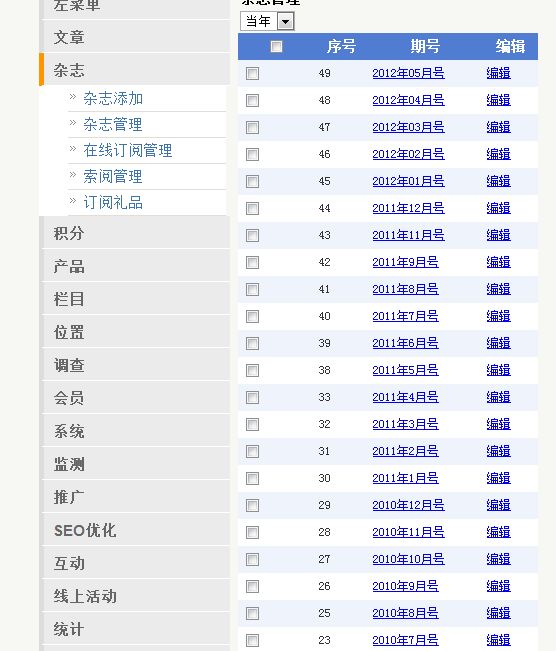 左菜单
文章
杂志
» 杂志添加
» 杂志管理
» 在线订阅管理
» 索阅管理
» 订阅礼品
积分
产品
栏目
位置
调查
会员
系统
监测
推广
SEO优化
互动
线上活动
统计
杂志管理
当年
序号 期号 编辑
49 2012年05月号 编辑
48 2012年04月号 编辑
47 2012年03月号 编辑
46 2012年02月号 编辑
45 2012年01月号 编辑
44 2011年12月号 编辑
43 2011年11月号 编辑
42 2011年9月号 编辑
41 2011年8月号 编辑
40 2011年7月号 编辑
39 2011年6月号 编辑
38 2011年5月号 编辑
33 2011年4月号 编辑
32 2011年3月号 编辑
31 2011年2月号 编辑
30 2011年1月号 编辑
29 2010年12月号 编辑
28 2010年11月号 编辑
27 2010年10月号 编辑
26 2010年9月号 编辑
25 2010年8月号 编辑
23 2010年7月号 编辑